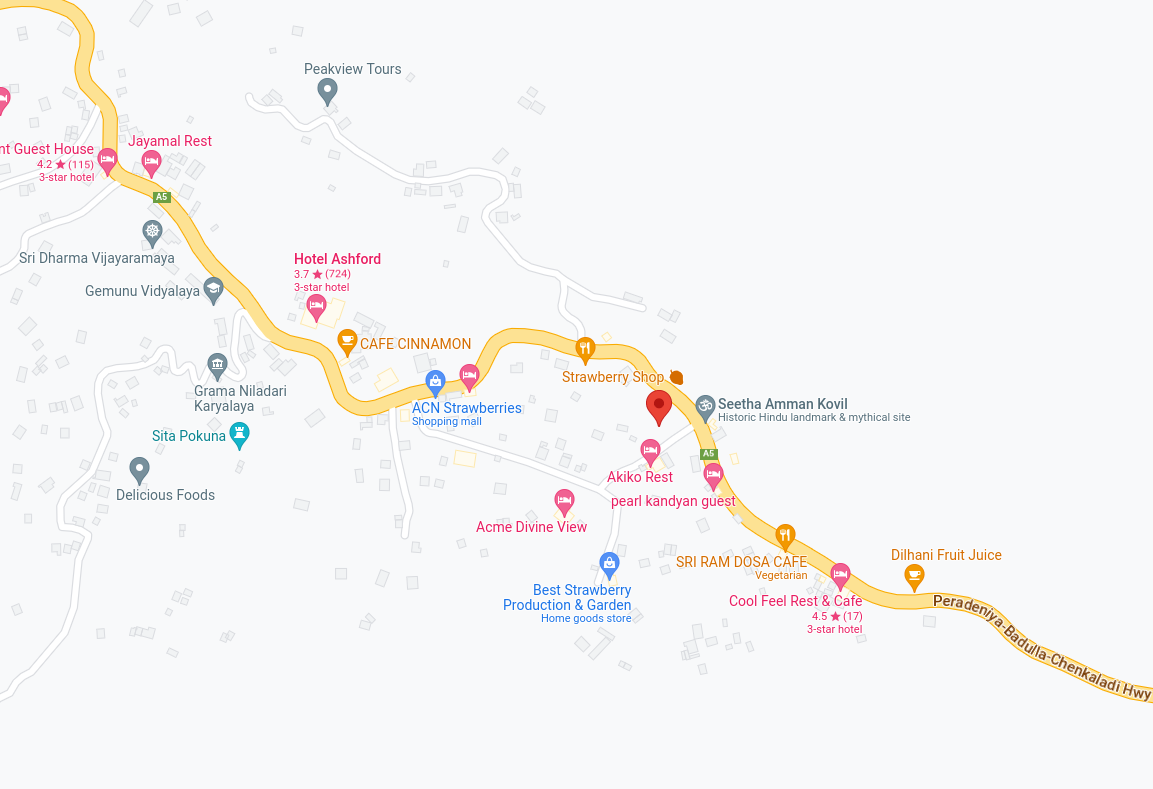 Peakview Tours
Jayamal Rest
nt Guest House
4.2 ★ (115)
3-star hotel
A5
Sri Dharma Vijayaramaya
Gemunu Vidyalaya
Hotel Ashford
3.7 ★ (724)
3-star hotel
CAFE CINNAMON
Strawberry Shop
Grama Niladari
Karyalaya
ACN Strawberries
Shopping mall
Seetha Amman Kovil
Historic Hindu landmark & mythical site
Sita Pokuna
A5
Akiko Rest
Delicious Foods
pearl kandyan guest
Acme Divine View
SRI RAM DOSA CAFE
Vegetarian
Dilhani Fruit Juice
Best Strawberry
Production & Garden
Home goods store
Cool Feel Rest & Cafe
4.5 ★ (17)
3-star hotel
Peradeniya-Badulla-Chenkaladi Hwy